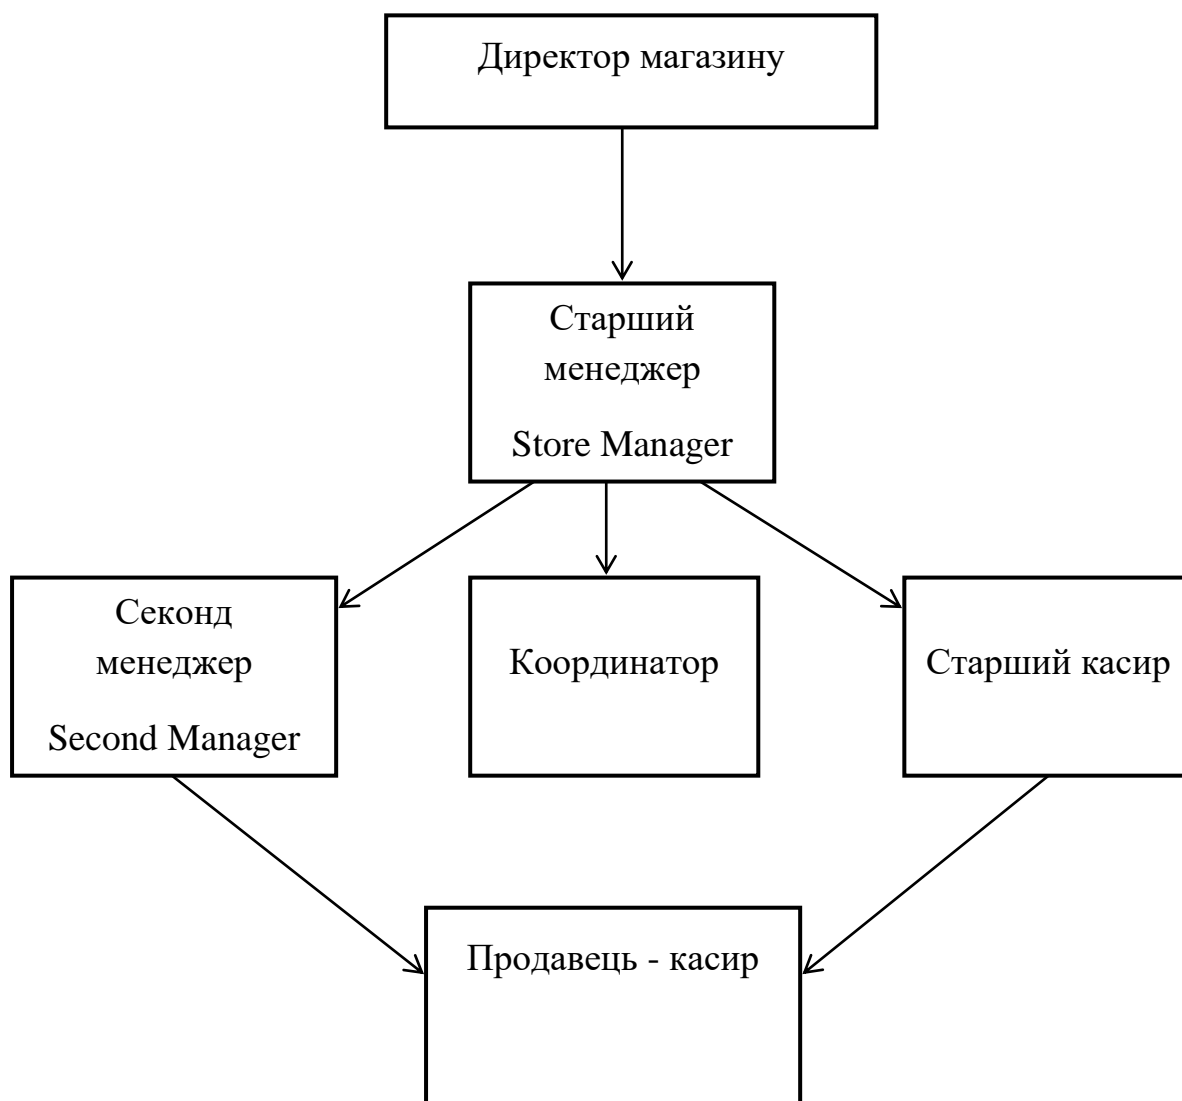 Директор магазину
Старший
менеджер
Store Manager
Секонд
менеджер
Second Manager
Координатор
Старший касир
Продавець - касир